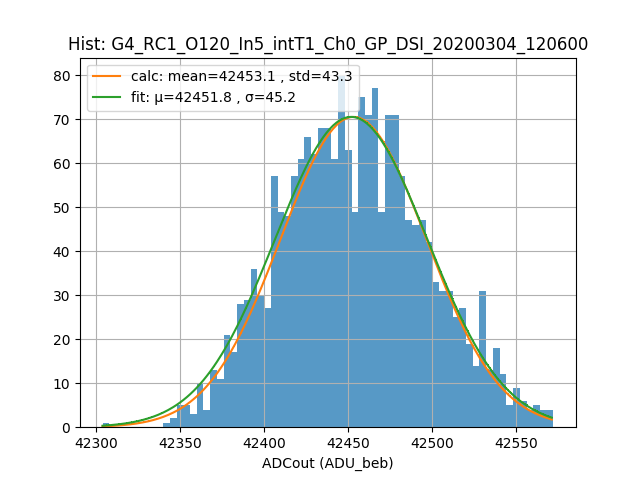 Hist: G4_RC1_O120_In5_intT1_Ch0_GP_DSI_20200304_120600
calc: mean=42453.1 , std=43.3
fit: μ=42451.8 , σ=45.2
80
70
60
50
40
30
20
10
0
42300 42350 42400 42450 42500 42550
ADCout (ADU_beb)